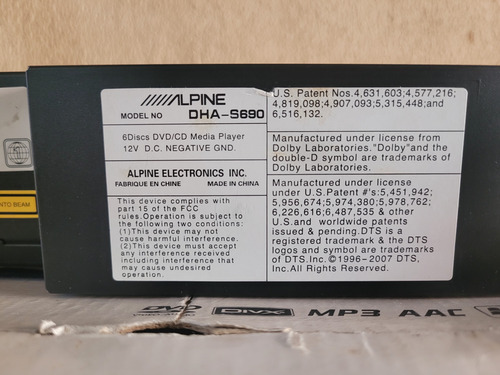 ALPINE
MODEL NO DHA-S690
6Discs DVD/CD Media Player
12V D.C. NEGATIVE GND.
ALPINE ELECTRONICS INC.
FABRIQUE EN CHINE MADE IN CHINA
This device complies with
part 15 of the FCC
rules.Operation is subject to
the following two conditions:
(1)This device may not
cause harmful interference.
(2)This device must accept
any interference received
including interference that
may cause undesired
operation.
U.S. Patent Nos.4,631,603;4,577,216;
4,819,098;4,907,093;5,315,448;and
6,516,132.
Manufactured under license from
Dolby Laboratories."Dolby"and the
double-D symbol are trademarks of
Dolby Laboratories.
Manufactured under license
under U.S.Patent #'s:5,451,942;
5,956,674;5,974,380;5,978,762;
6,226,616;6,487,535 & other
U.S.and worldwide patents
issued & pending.DTS is a
registered trademark & the DTS
logos and symbol are trademarks
of DTS.Inc.©1996-2007 DTS,
Inc.All Rights Reserved.
NTO BEAM
DVD
DIVX
MP3
AAC